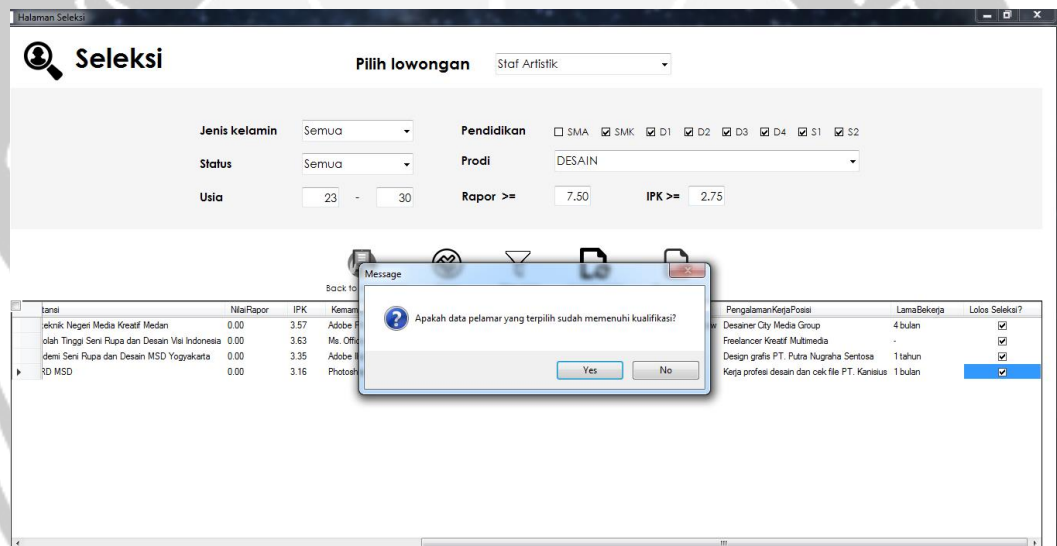 Halaman Seleksi
Seleksi
Pilih lowongan Staf Artistik
Jenis kelamin Semua Pendidikan SMA SMK D1 D2 D3 D4 S1 S2
Status Semua Prodi DESAIN
Usia 23 - 30 Rapor >= 7.50 IPK >= 2.75
Back to
Message
Apakah data pelamar yang terpilih sudah memenuhi kualifikasi?
Yes No
tansi NilaiRapor IPK Kemam PengalamanKerjaPosisi LamaBekerja Lolos Seleksi?
teknik Negeri Media Kreatif Medan 0.00 3.57 Adobe Desainer City Media Group 4 bulan
olah Tinggi Seni Rupa dan Desain Visi Indonesia 0.00 3.63 Ms. Offic Freelancer Kreatif Multimedia -
demi Seni Rupa dan Desain MSD Yogyakarta 0.00 3.35 Adobe Design grafis PT. Putra Nugraha Sentosa 1 tahun
RD MSD 0.00 3.16 Photosh Kerja profesi desain dan cek file PT. Kanisius 1 bulan